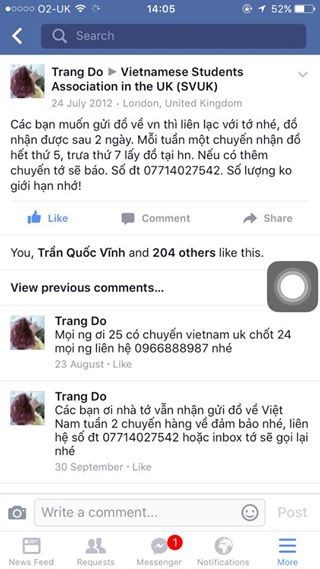 O2-UK 14:05 52%
Search
Trang Do ▶ Vietnamese Students
Association in the UK (SVUK)
24 July 2012 · London, United Kingdom
Các bạn muốn gửi đồ về vn thì liên lạc với tớ nhé, đồ
nhận được sau 2 ngày. Mỗi tuần một chuyến nhận đồ
hết thứ 5, trưa thứ 7 lấy đồ tại hn. Nếu có thêm
chuyến tớ sẽ báo. Số đt 07714027542. Số lượng ko
giới hạn nhớ!
Like Comment Share
You, Trần Quốc Vĩnh and 204 others like this.
View previous comments...
Trang Do
Mọi ng ơi 25 có chuyến vietnam uk chốt 24
mọi ng liên hệ 0966888987 nhé
23 August · Like
Trang Do
Các bạn ơi nhà tớ vẫn nhận gửi đồ về Việt
Nam tuần 2 chuyến hàng về đảm bảo nhé, liên
hệ số đt 07714027542 hoặc inbox tớ sẽ gọi lại
nhé
30 September · Like
Write a comment... Post
1
News Feed Requests Messenger Notifications More